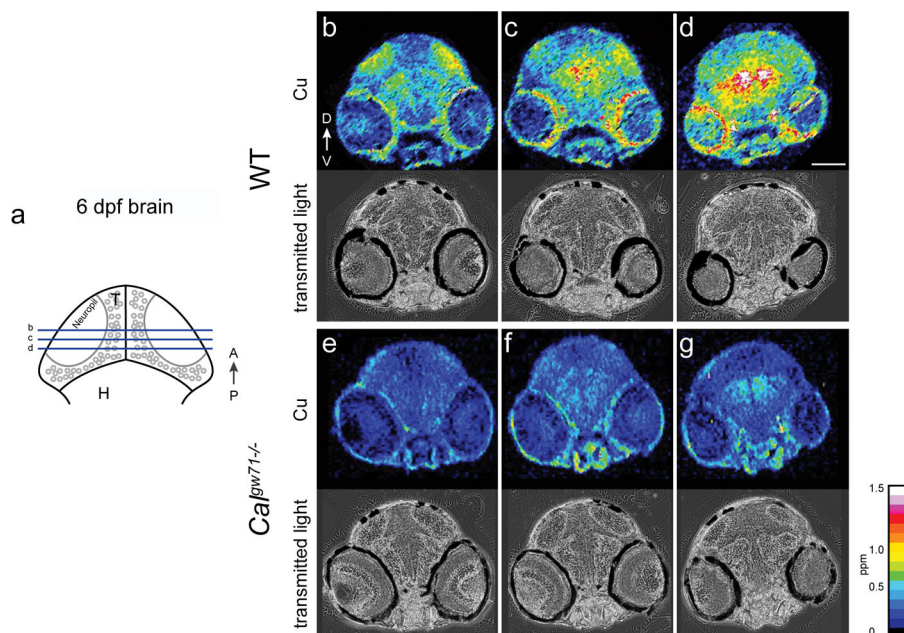 a
6 dpf brain
T
Neuropil
b
c
d
H
A
P
WT
Cu
transmitted light
b
D
V
c
d
Cal^gw71-/-
Cu
transmitted light
e
f
g
1.5
1.0
0.5
0
ppm